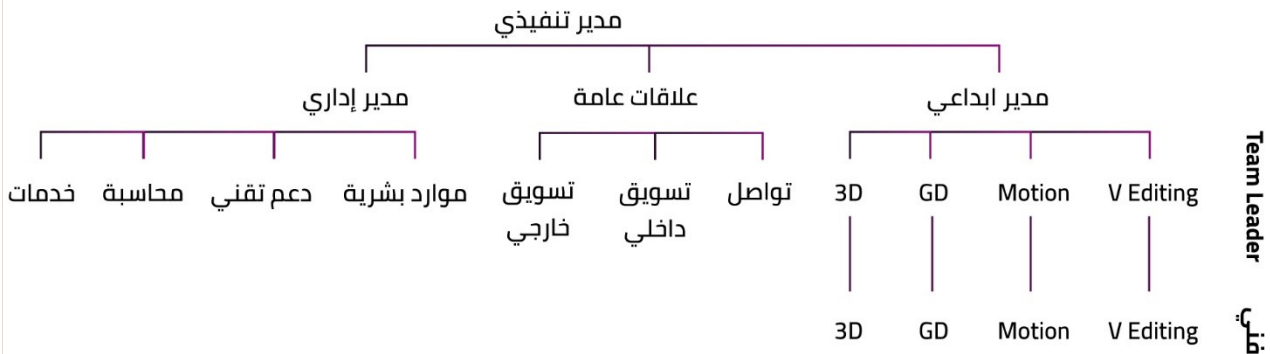 مدير تنفيذي
مدير ابداعي
علاقات عامة
مدير إداري
Team Leader
V Editing
Motion
GD
3D
تواصل
تسويق
داخلي
تسويق
خارجي
موارد بشرية
دعم تقني
محاسبة
خدمات
فني
V Editing
Motion
GD
3D